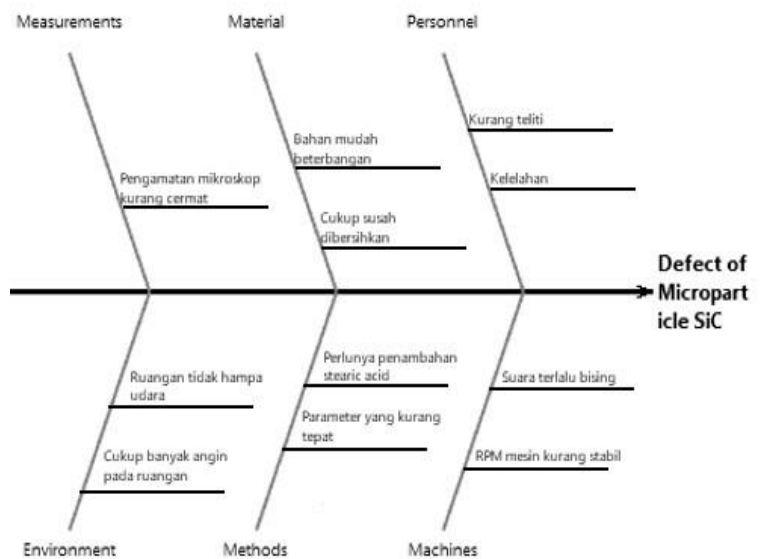 Measurements
Material
Personnel
Kurang teliti
Bahan mudah
beterbangan
Pengamatan mikroskop
kurang cermat
Kelelahan
Cukup susah
dibersihkan
Defect of
Micropart
icle SiC
Ruangan tidak hampa
udara
Perlunya penambahan
stearic acid
Suara terlalu bising
Parameter yang kurang
tepat
Cukup banyak angin
pada ruangan
RPM mesin kurang stabil
Environment
Methods
Machines